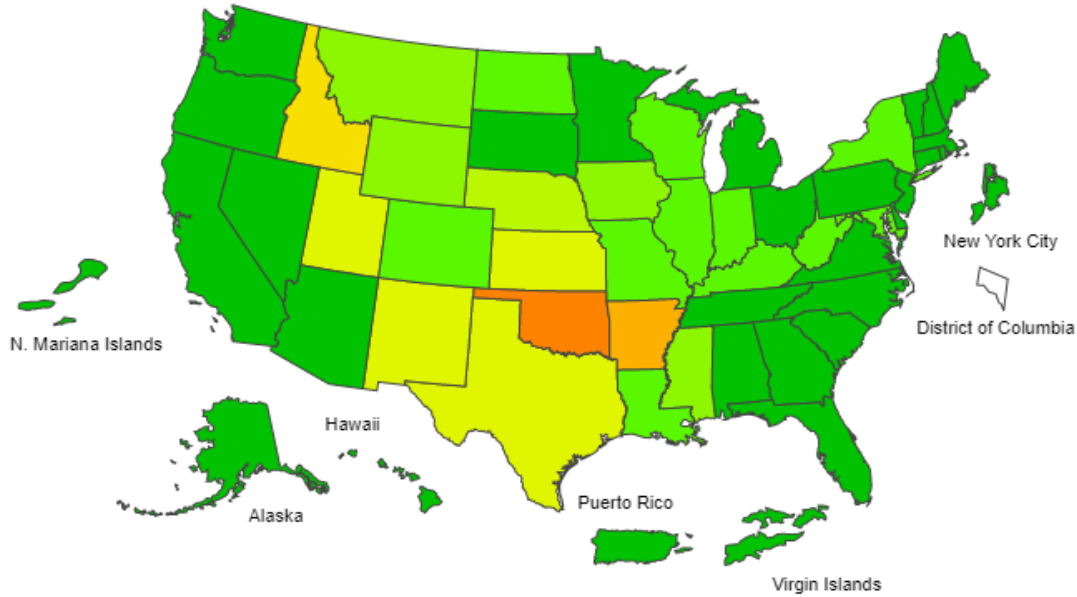 New York City
District of Columbia
N. Mariana Islands
Hawaii
Alaska
Puerto Rico
Virgin Islands